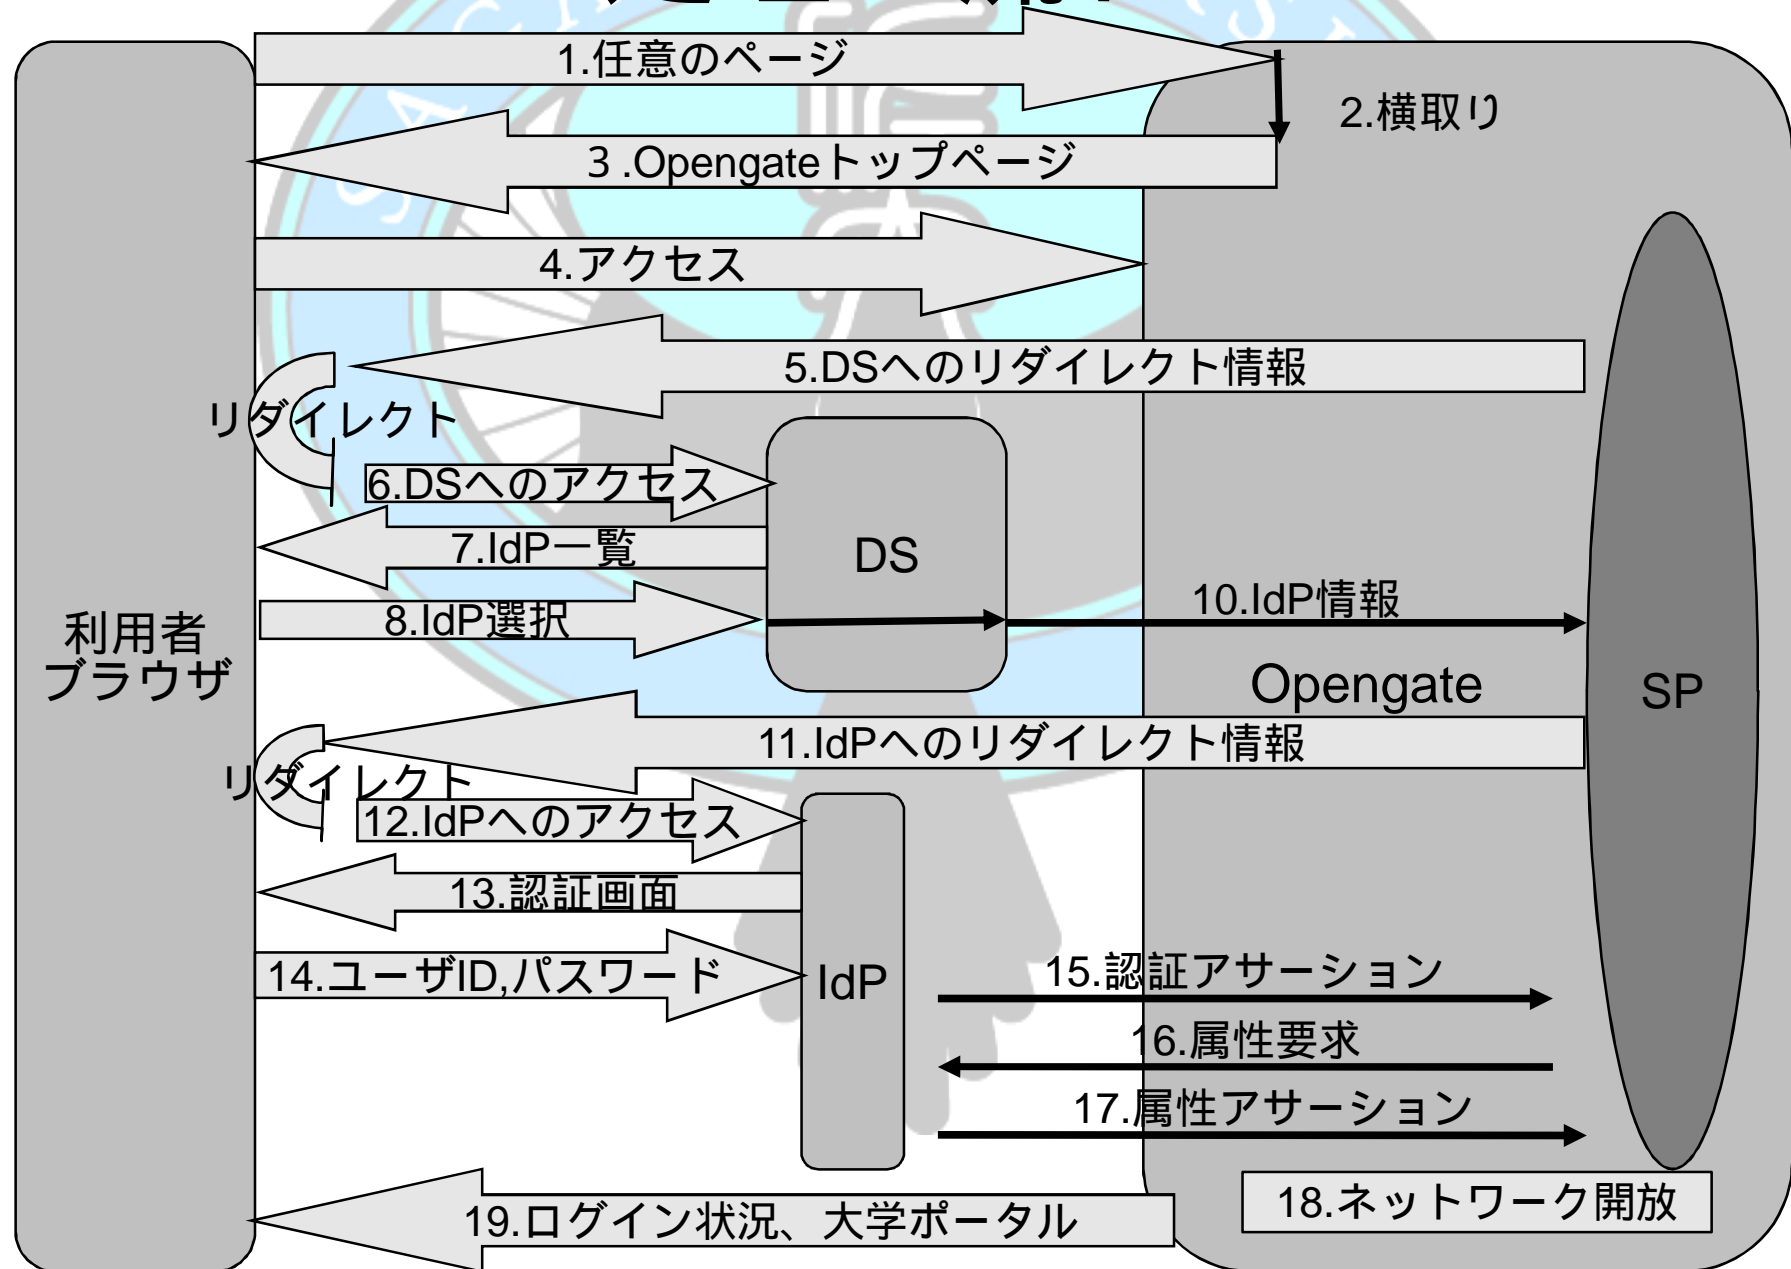 1.任意のページ
2.横取り
３.Opengateトップページ
4.アクセス
5.DSへのリダイレクト情報
リダイレクト
6.DSへのアクセス
7.IdP一覧
DS
8.IdP選択
10.IdP情報
利用者
ブラウザ
Opengate
SP
11.IdPへのリダイレクト情報
リダイレクト
12.IdPへのアクセス
13.認証画面
14.ユーザID,パスワード
IdP
15.認証アサーション
16.属性要求
17.属性アサーション
18.ネットワーク開放
19.ログイン状況、大学ポータル